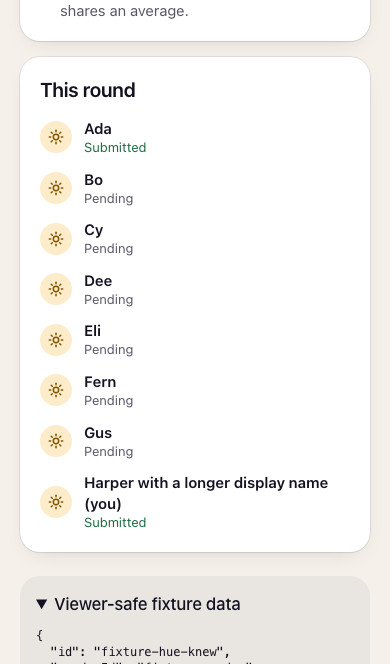 shares an average.
This round
Ada
Submitted
Bo
Pending
Cy
Pending
Dee
Pending
Eli
Pending
Fern
Pending
Gus
Pending
Harper with a longer display name
(you)
Submitted
▼ Viewer-safe fixture data
{
"id": "fixture-hue-knew",